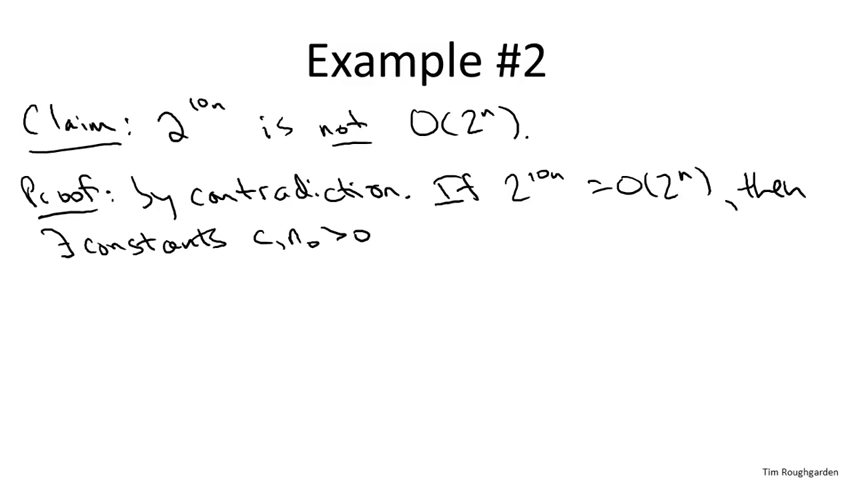 Example #2
Claim: 2^10n is not O(2^n).
Proof: by contradiction. If 2^10n = O(2^n), then
∃ constants c, n₀ > 0
Tim Roughgarden